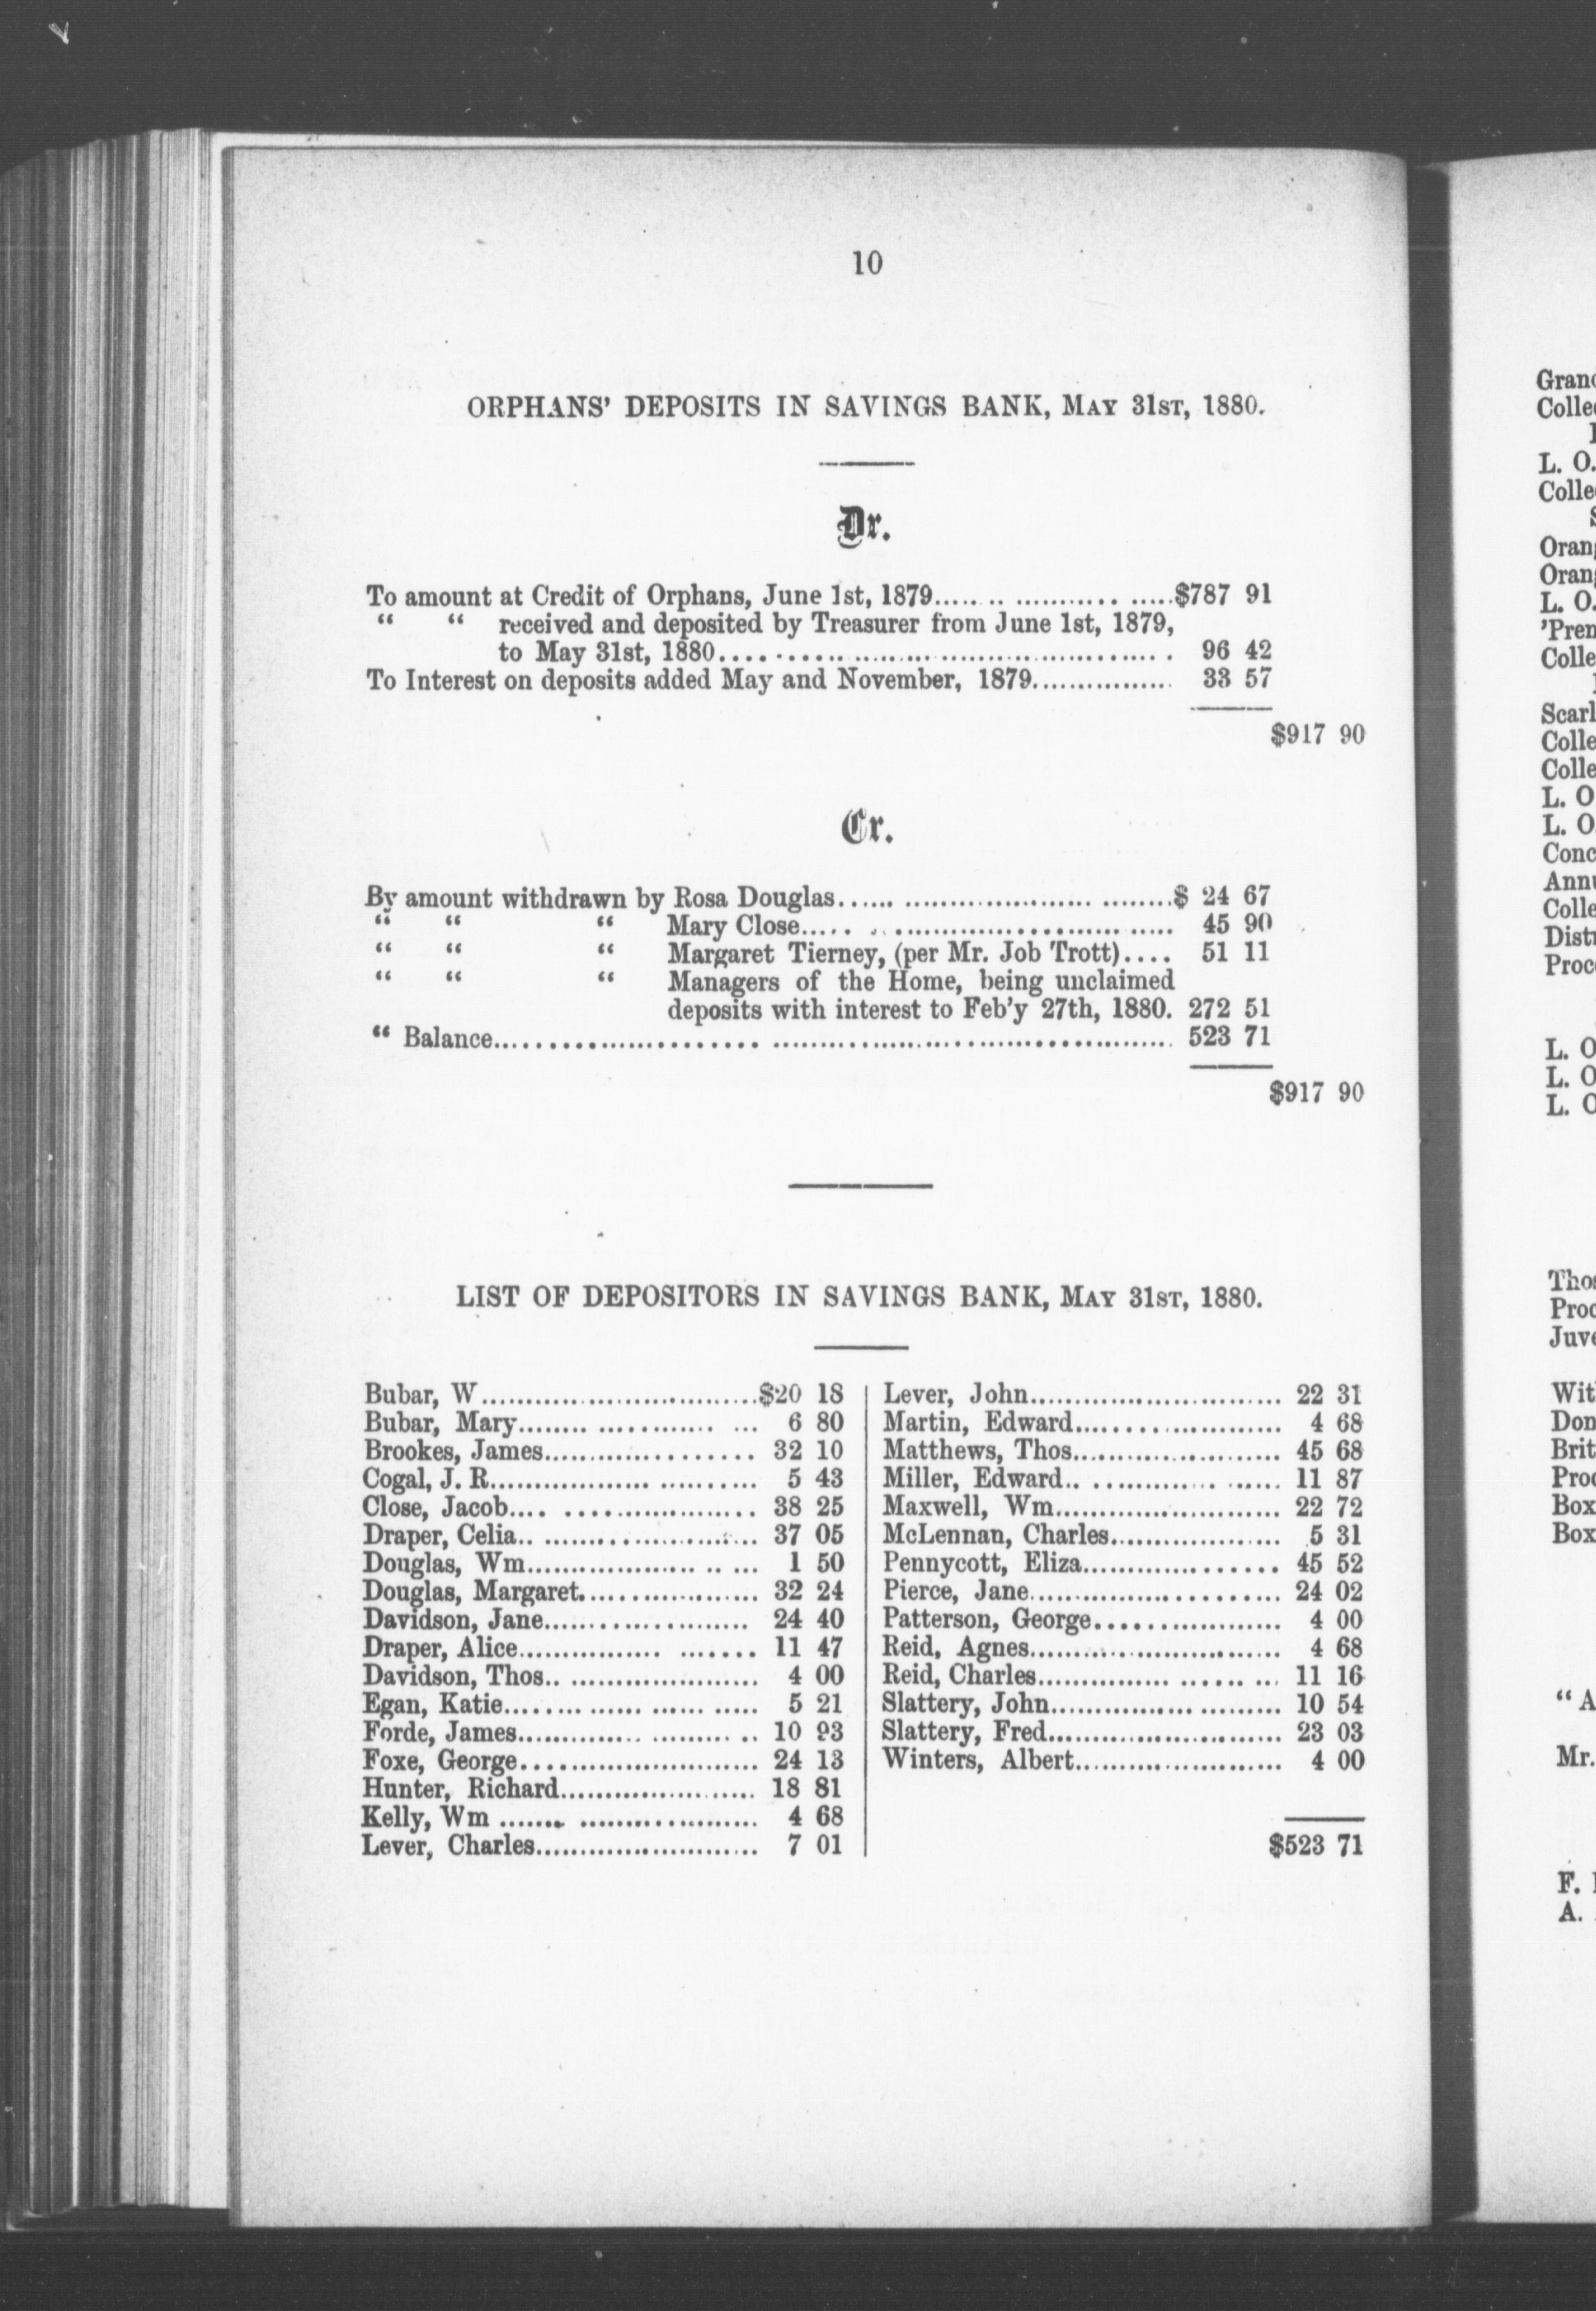 10
ORPHANS' DEPOSITS IN SAVINGS BANK, MAY 31ST, 1880.
Dr.
To amount at Credit of Orphans, June 1st, 1879........ $787 91
“ “ received and deposited by Treasurer from June 1st, 1879,
to May 31st, 1880........ 96 42
To Interest on deposits added May and November, 1879........ 33 57
$917 90
Cr.
By amount withdrawn by Rosa Douglas........ $ 24 67
“ “ “ Mary Close........ 45 90
“ “ “ Margaret Tierney, (per Mr. Job Trott).... 51 11
“ “ “ Managers of the Home, being unclaimed
deposits with interest to Feb'y 27th, 1880. 272 51
“ Balance........ 523 71
$917 90
LIST OF DEPOSITORS IN SAVINGS BANK, MAY 31ST, 1880.
Bubar, W........ $20 18
Bubar, Mary........ 6 80
Brookes, James........ 32 10
Cogal, J. R........ 5 43
Close, Jacob........ 38 25
Draper, Celia........ 37 05
Douglas, Wm........ 1 50
Douglas, Margaret........ 32 24
Davidson, Jane........ 24 40
Draper, Alice........ 11 47
Davidson, Thos........ 4 00
Egan, Katie........ 5 21
Forde, James........ 10 93
Foxe, George........ 24 13
Hunter, Richard........ 18 81
Kelly, Wm ........ 4 68
Lever, Charles........ 7 01
Lever, John........ 22 31
Martin, Edward........ 4 68
Matthews, Thos........ 45 68
Miller, Edward........ 11 87
Maxwell, Wm........ 22 72
McLennan, Charles........ 5 31
Pennycott, Eliza........ 45 52
Pierce, Jane........ 24 02
Patterson, George........ 4 00
Reid, Agnes........ 4 68
Reid, Charles........ 11 16
Slattery, John........ 10 54
Slattery, Fred........ 23 03
Winters, Albert........ 4 00
$523 71
L. O.
L. O.
L. O
L. O
L. O
L. O
Mr.
F.
A.